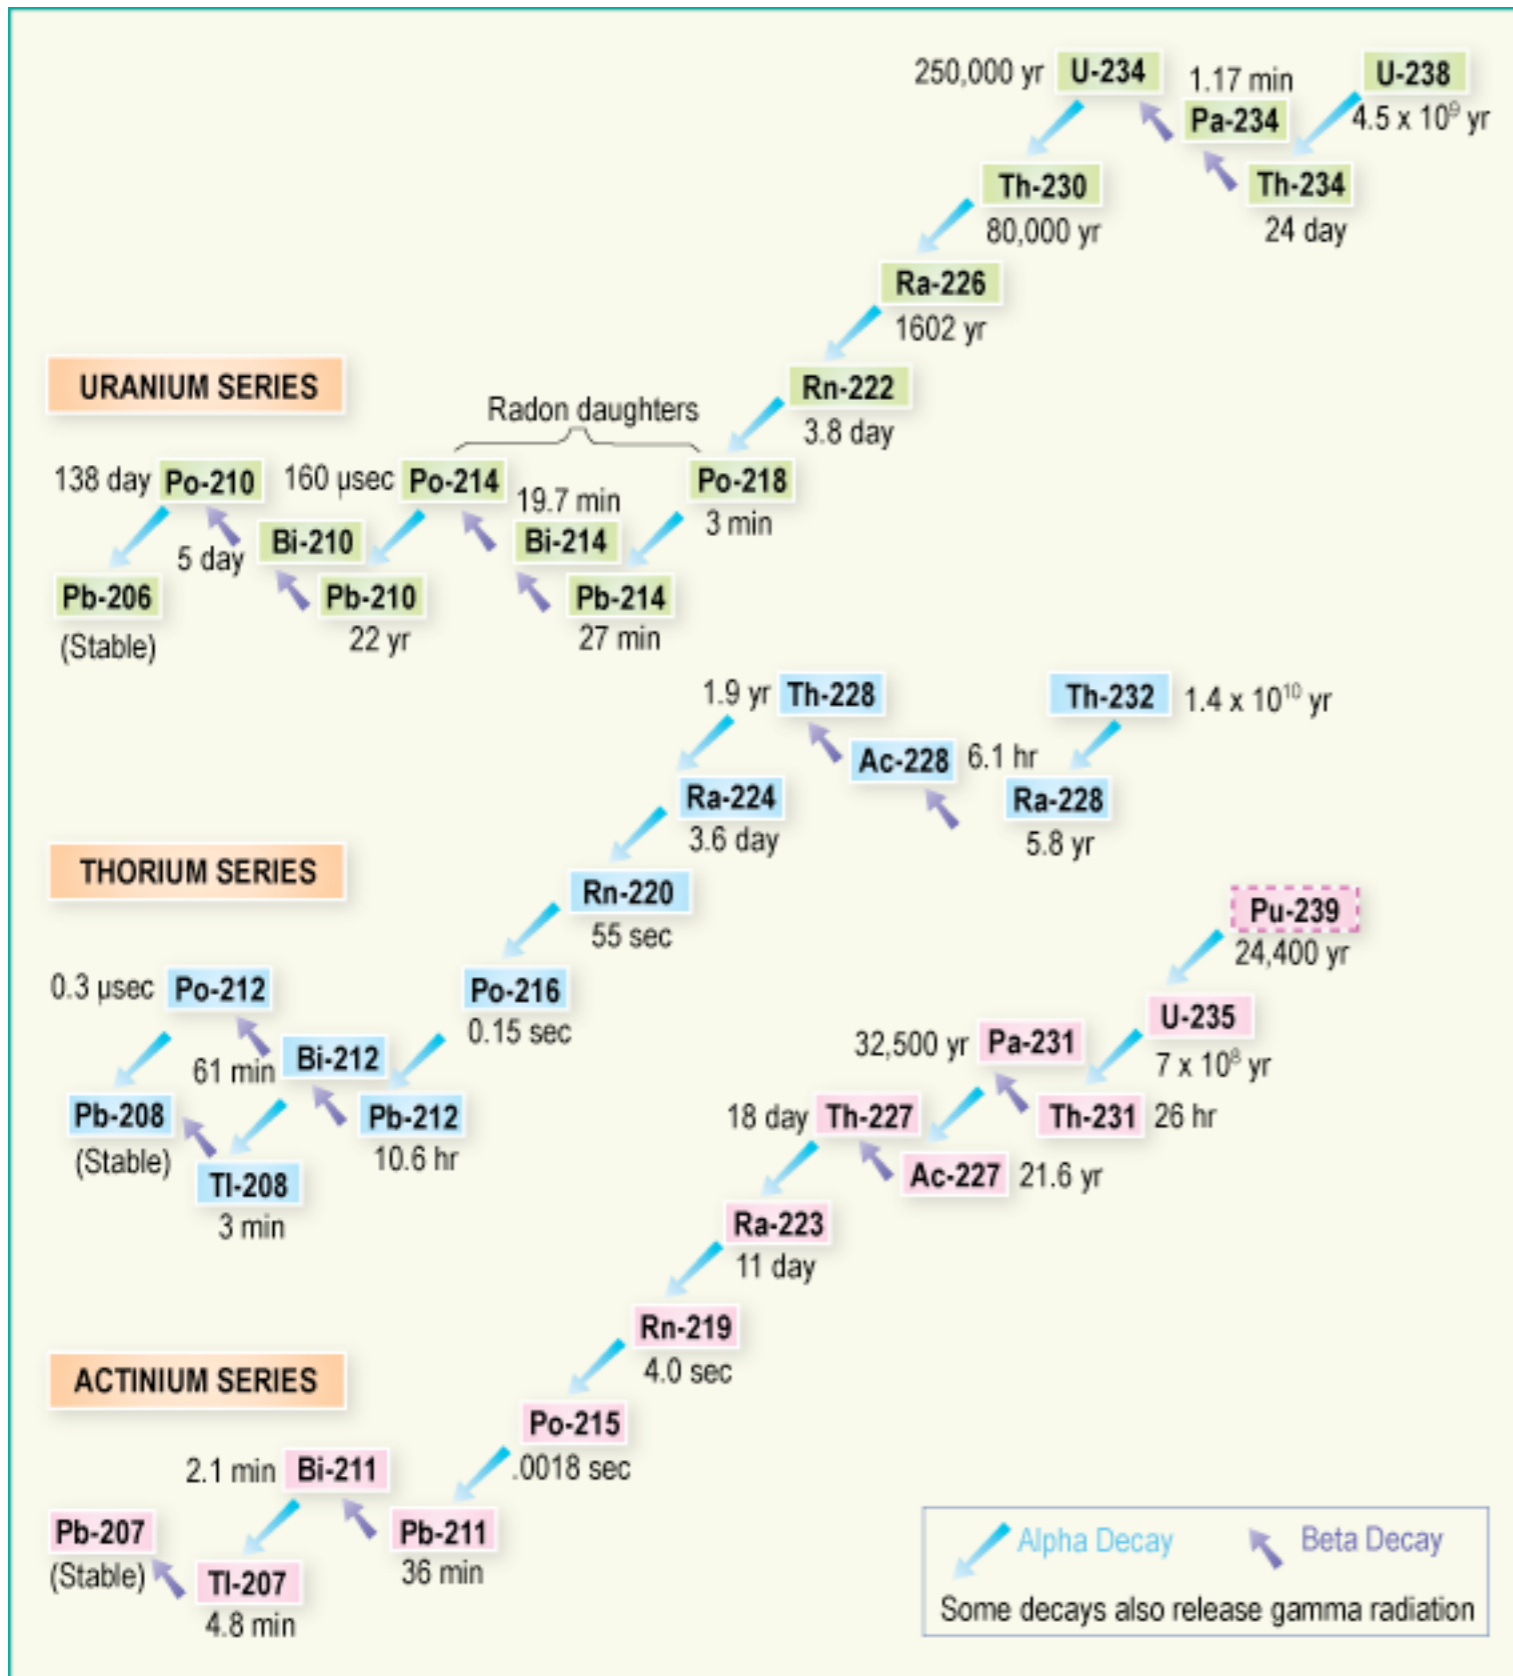 250,000 yr U-234 1.17 min U-238
Pa-234 4.5 x 10⁹ yr
Th-230 Th-234
80,000 yr 24 day
Ra-226
1602 yr
URANIUM SERIES
Rn-222
Radon daughters 3.8 day
138 day Po-210 160 µsec Po-214 19.7 min Po-218
3 min
5 day Bi-210 Bi-214
Pb-206 Pb-210 Pb-214
(Stable) 22 yr 27 min
1.9 yr Th-228 Th-232 1.4 x 10¹⁰ yr
Ac-228 6.1 hr
Ra-224 Ra-228
3.6 day 5.8 yr
THORIUM SERIES
Rn-220
55 sec
Pu-239
24,400 yr
0.3 µsec Po-212 Po-216
0.15 sec
U-235
7 x 10⁸ yr
61 min Bi-212 32,500 yr Pa-231
Pb-208 Pb-212 18 day Th-227 Th-231 26 hr
(Stable) 10.6 hr
Tl-208 Ac-227 21.6 yr
3 min
Ra-223
11 day
Rn-219
4.0 sec
ACTINIUM SERIES
Po-215
.0018 sec
2.1 min Bi-211
Pb-207 Pb-211
(Stable) 36 min
Tl-207
4.8 min
Alpha Decay Beta Decay
Some decays also release gamma radiation